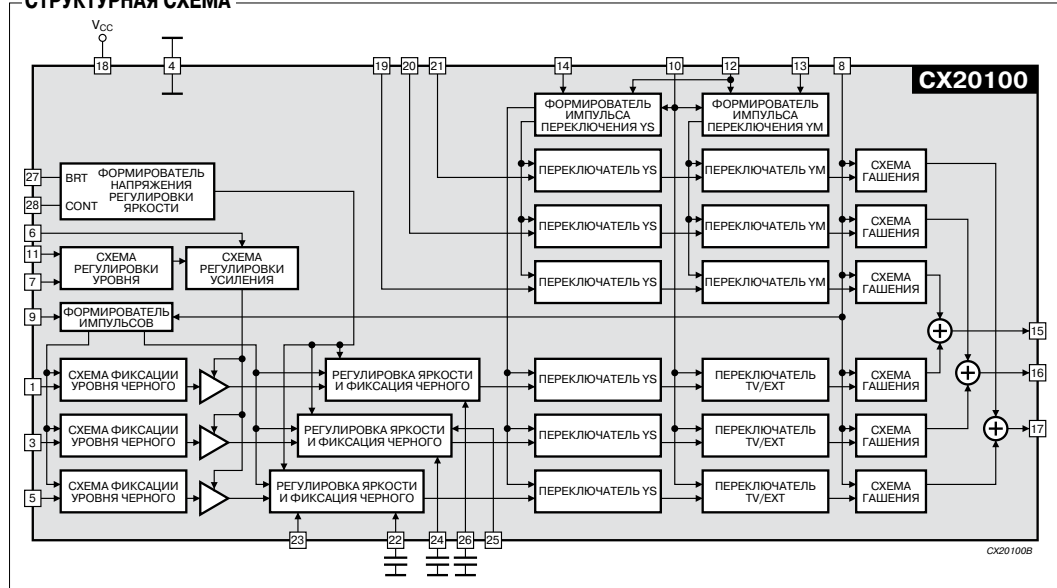 СТРУКТУРНАЯ СХЕМА
VCC
18 4 19 20 21 14 10 12 13 8
CX20100
ФОРМИРОВАТЕЛЬ
ИМПУЛЬСА
ПЕРЕКЛЮЧЕНИЯ YS
ФОРМИРОВАТЕЛЬ
ИМПУЛЬСА
ПЕРЕКЛЮЧЕНИЯ YM
27
BRT
28
CONT
ФОРМИРОВАТЕЛЬ
НАПРЯЖЕНИЯ
РЕГУЛИРОВКИ
ЯРКОСТИ
ПЕРЕКЛЮЧАТЕЛЬ YS
ПЕРЕКЛЮЧАТЕЛЬ YM
СХЕМА
ГАШЕНИЯ
6
11
7
СХЕМА
РЕГУЛИРОВКИ
УРОВНЯ
СХЕМА
РЕГУЛИРОВКИ
УСИЛЕНИЯ
ПЕРЕКЛЮЧАТЕЛЬ YS
ПЕРЕКЛЮЧАТЕЛЬ YM
СХЕМА
ГАШЕНИЯ
ПЕРЕКЛЮЧАТЕЛЬ YS
ПЕРЕКЛЮЧАТЕЛЬ YM
СХЕМА
ГАШЕНИЯ
9
ФОРМИРОВАТЕЛЬ
ИМПУЛЬСОВ
15
1
СХЕМА ФИКСАЦИИ
УРОВНЯ ЧЕРНОГО
РЕГУЛИРОВКА ЯРКОСТИ
И ФИКСАЦИЯ ЧЕРНОГО
ПЕРЕКЛЮЧАТЕЛЬ YS
ПЕРЕКЛЮЧАТЕЛЬ
TV/EXT
СХЕМА
ГАШЕНИЯ
16
3
СХЕМА ФИКСАЦИИ
УРОВНЯ ЧЕРНОГО
РЕГУЛИРОВКА ЯРКОСТИ
И ФИКСАЦИЯ ЧЕРНОГО
ПЕРЕКЛЮЧАТЕЛЬ YS
ПЕРЕКЛЮЧАТЕЛЬ
TV/EXT
СХЕМА
ГАШЕНИЯ
17
5
СХЕМА ФИКСАЦИИ
УРОВНЯ ЧЕРНОГО
РЕГУЛИРОВКА ЯРКОСТИ
И ФИКСАЦИЯ ЧЕРНОГО
ПЕРЕКЛЮЧАТЕЛЬ YS
ПЕРЕКЛЮЧАТЕЛЬ
TV/EXT
СХЕМА
ГАШЕНИЯ
23 22 24 26 25
CX20100B